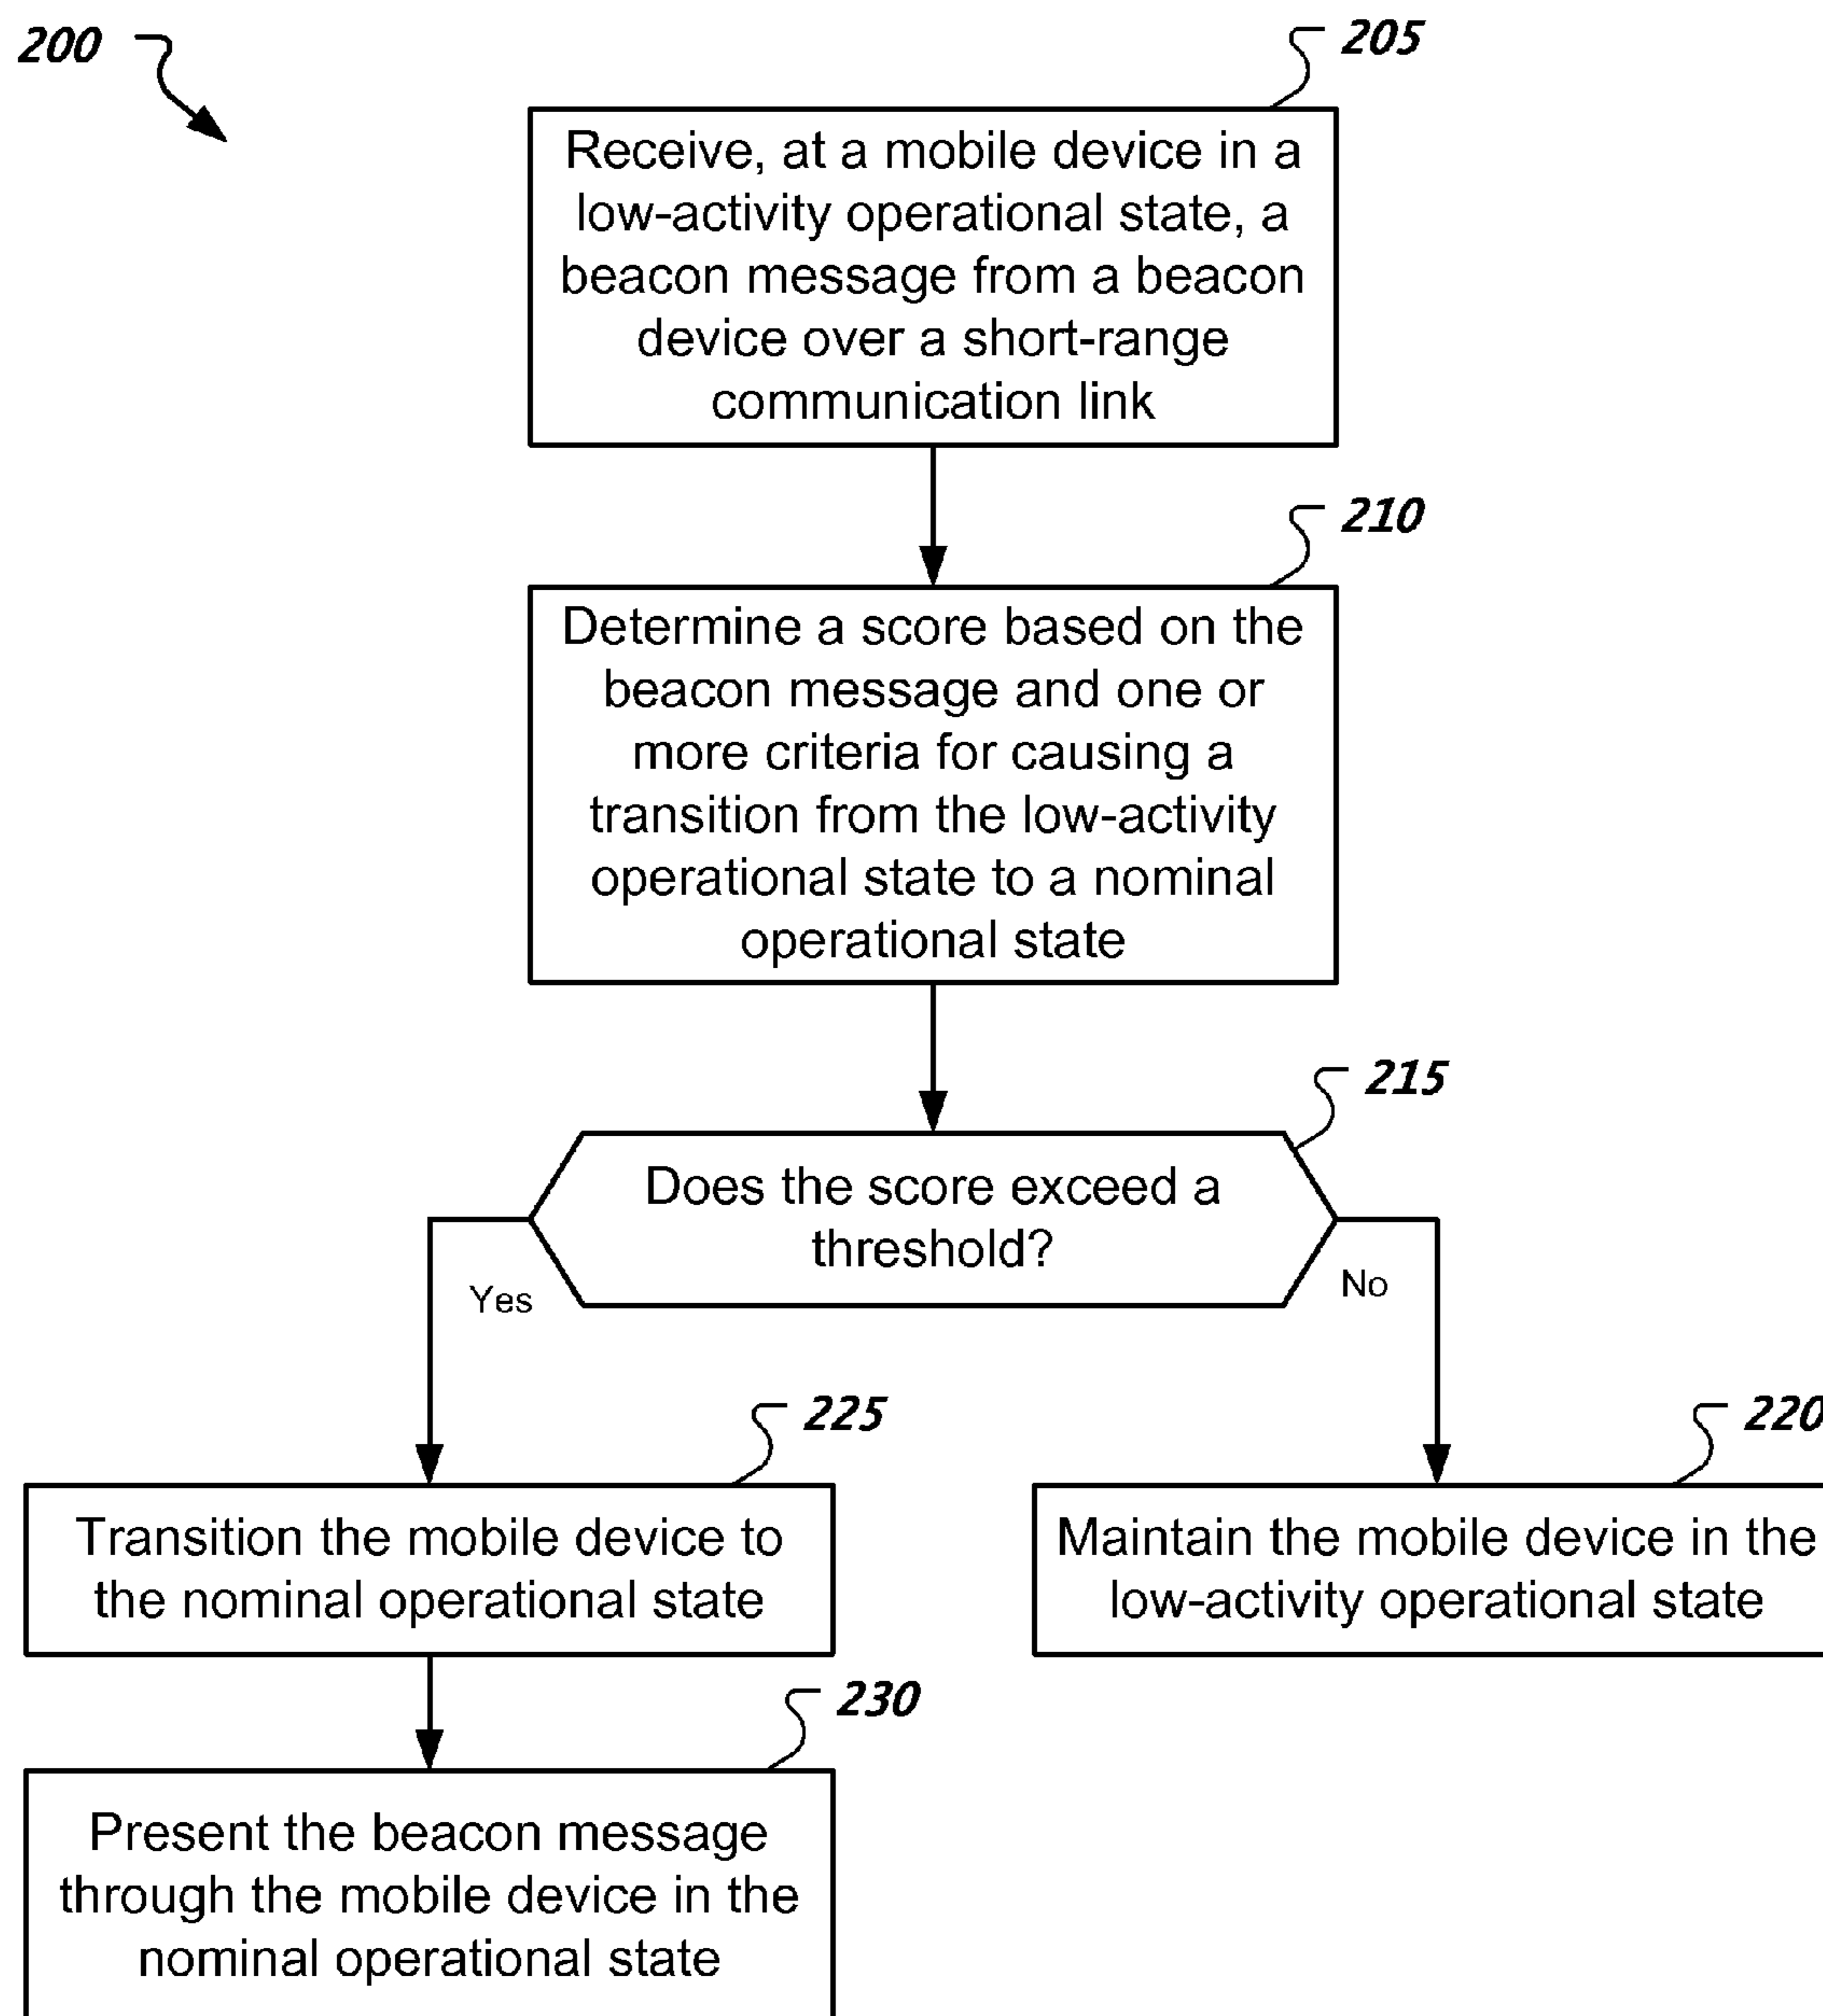 200
205
Receive, at a mobile device in a
low-activity operational state, a
beacon message from a beacon
device over a short-range
communication link
210
Determine a score based on the
beacon message and one or
more criteria for causing a
transition from the low-activity
operational state to a nominal
operational state
215
Does the score exceed a
threshold?
Yes
No
225
Transition the mobile device to
the nominal operational state
220
Maintain the mobile device in the
low-activity operational state
230
Present the beacon message
through the mobile device in the
nominal operational state